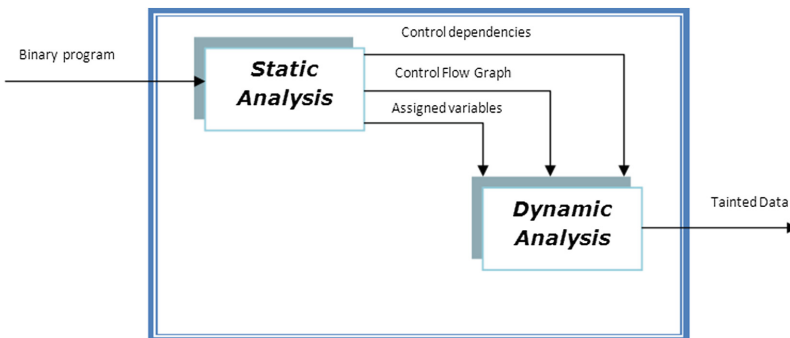 Binary program
Static
Analysis
Control dependencies
Control Flow Graph
Assigned variables
Dynamic
Analysis
Tainted Data